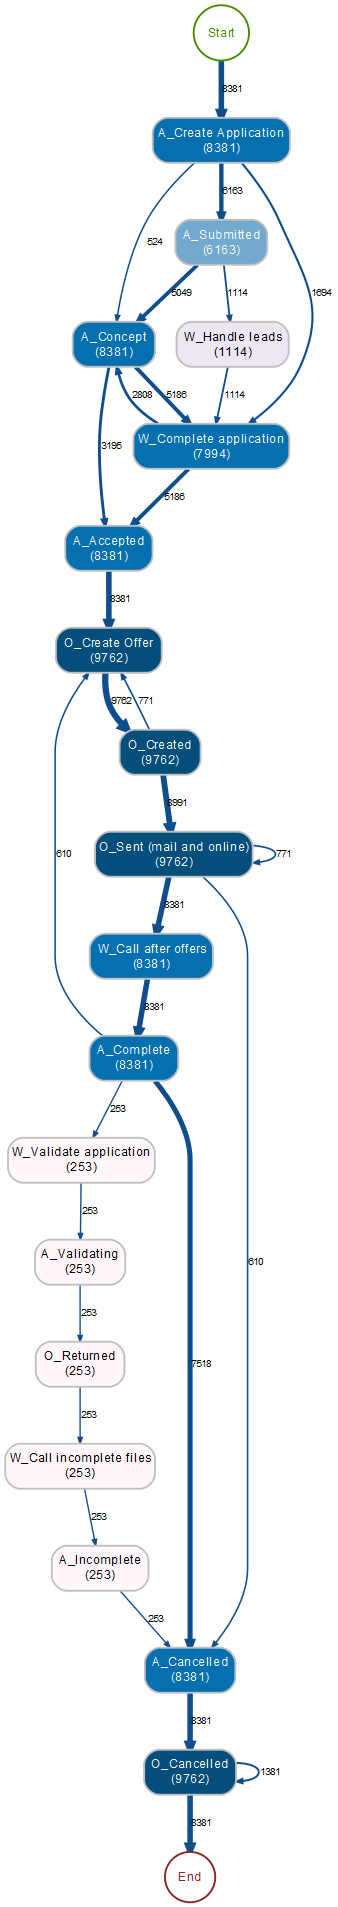 Start
8381
A_Create Application
(8381)
6163
A_Submitted
(6163)
524
5049
1114
1694
A_Concept
(8381)
W_Handle leads
(1114)
2808
5186
1114
W_Complete application
(7994)
3195
5186
A_Accepted
(8381)
8381
O_Create Offer
(9762)
9762
771
O_Created
(9762)
8991
O_Sent (mail and online)
(9762)
771
610
8381
W_Call after offers
(8381)
8381
A_Complete
(8381)
253
W_Validate application
(253)
253
A_Validating
(253)
610
253
O_Returned
(253)
7518
253
W_Call incomplete files
(253)
253
A_Incomplete
(253)
253
A_Cancelled
(8381)
8381
O_Cancelled
(9762)
1381
8381
End